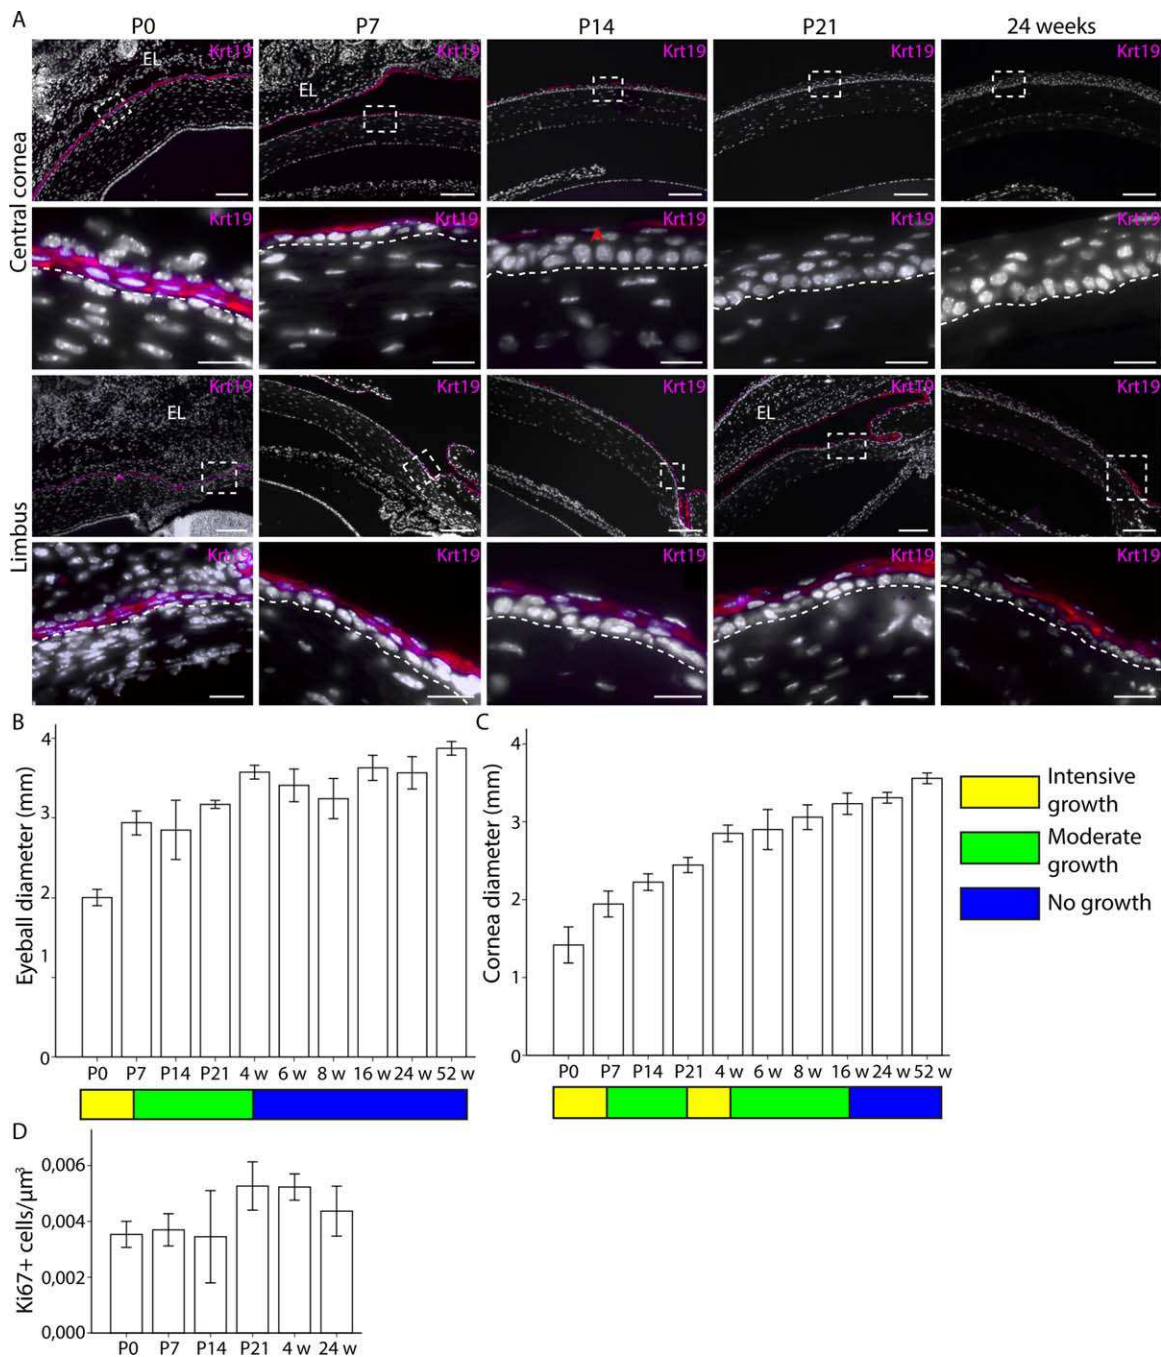 A
P0 P7 P14 P21 24 weeks
Central cornea
Krt19 Krt19 Krt19 Krt19 Krt19
EL EL
Krt19 Krt19 Krt19 Krt19 Krt19
Limbus
Krt19 Krt19 Krt19 Krt19 Krt19
EL EL
Krt19 Krt19 Krt19 Krt19 Krt19
B
Eyeball diameter (mm)
4
3
2
1
0
P0 P7 P14 P21 4 w 6 w 8 w 16 w 24 w 52 w
C
Cornea diameter (mm)
4
3
2
1
0
P0 P7 P14 P21 4 w 6 w 8 w 16 w 24 w 52 w
Intensive
growth
Moderate
growth
No growth
D
Ki67+ cells/µm³
0,006
0,004
0,002
0,000
P0 P7 P14 P21 4 w 24 w